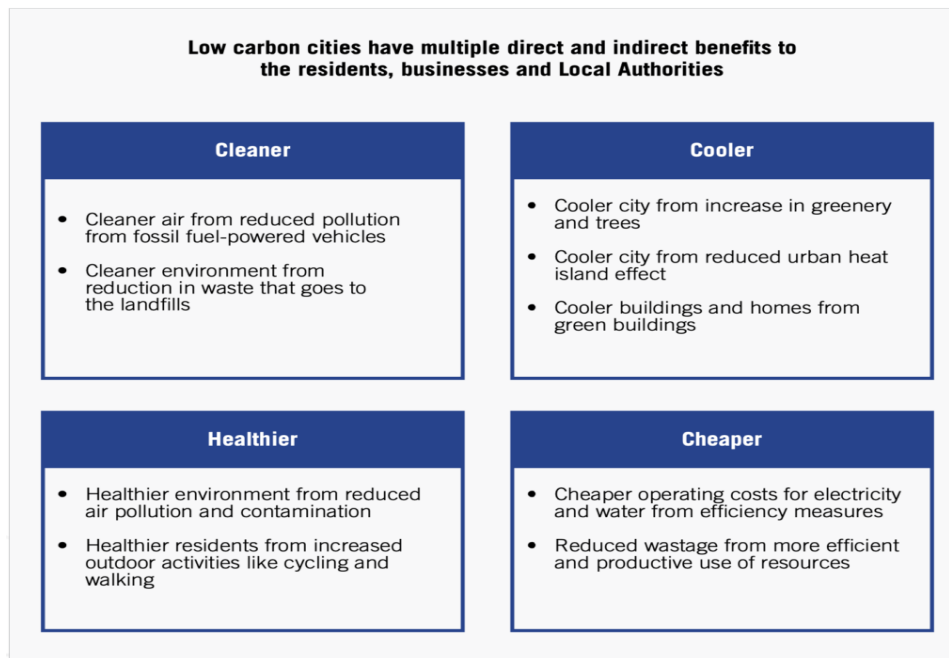 Low carbon cities have multiple direct and indirect benefits to
the residents, businesses and Local Authorities
Cleaner
• Cleaner air from reduced pollution
from fossil fuel-powered vehicles
• Cleaner environment from
reduction in waste that goes to
the landfills
Cooler
• Cooler city from increase in greenery
and trees
• Cooler city from reduced urban heat
island effect
• Cooler buildings and homes from
green buildings
Healthier
• Healthier environment from reduced
air pollution and contamination
• Healthier residents from increased
outdoor activities like cycling and
walking
Cheaper
• Cheaper operating costs for electricity
and water from efficiency measures
• Reduced wastage from more efficient
and productive use of resources